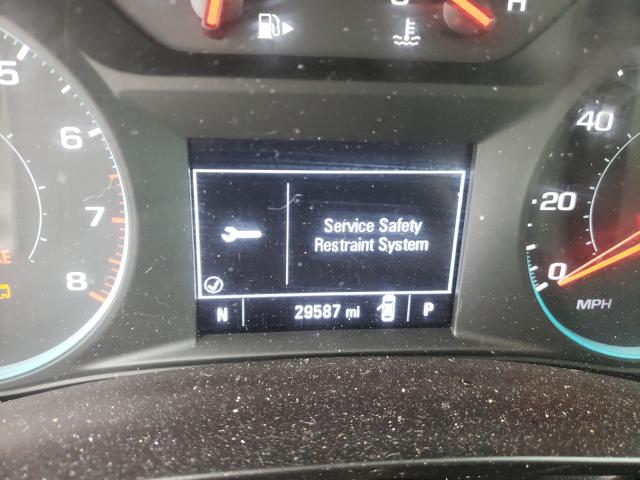 H
5
6
7
8
40
20
0
MPH
Service Safety
Restraint System
N
29587 mi
P